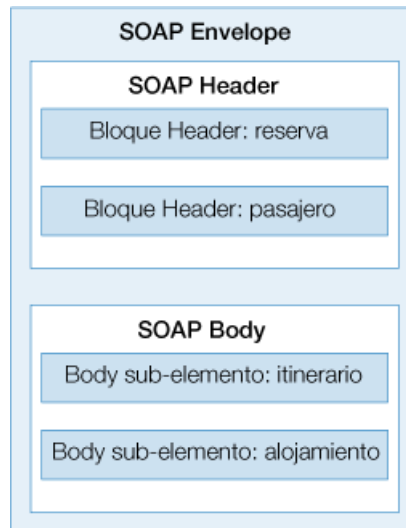 SOAP Envelope
SOAP Header
Bloque Header: reserva
Bloque Header: pasajero
SOAP Body
Body sub-elemento: itinerario
Body sub-elemento: alojamiento